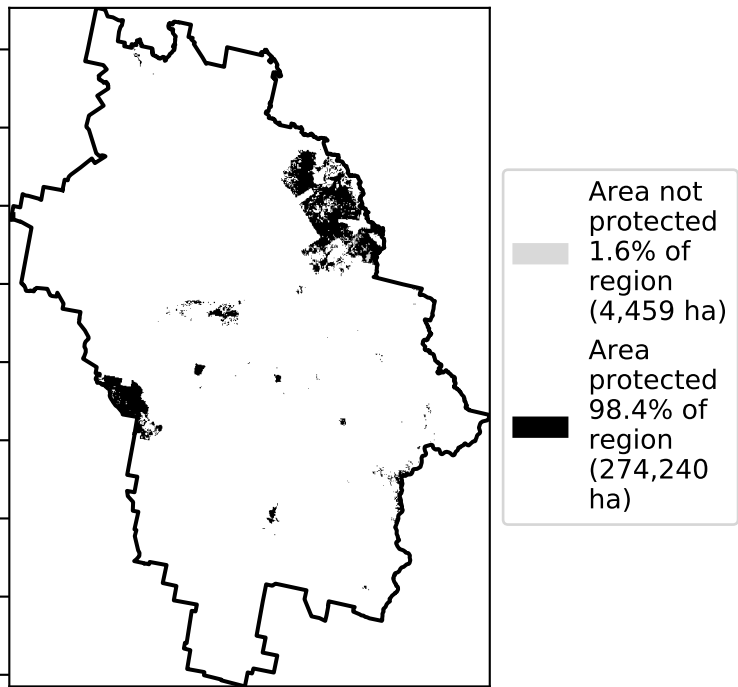 Area not
protected
1.6% of
region
(4,459 ha)
Area
protected
98.4% of
region
(274,240
ha)